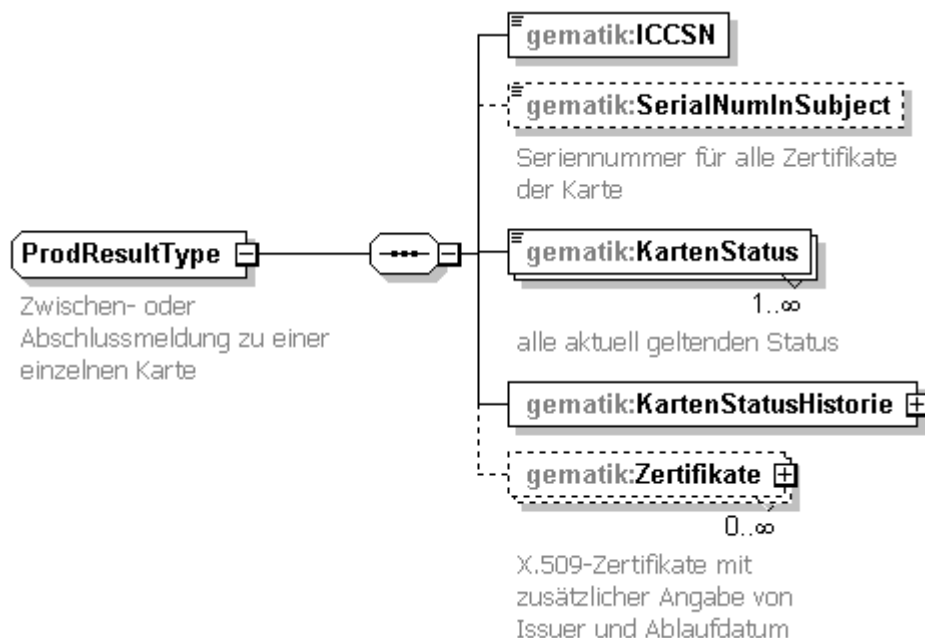 gematik:ICCSN
gematik:SerialNumInSubject
Seriennummer für alle Zertifikate
der Karte
ProdResultType
Zwischen- oder
Abschlussmeldung zu einer
einzelnen Karte
gematik:KartenStatus
1..∞
alle aktuell geltenden Status
gematik:KartenStatusHistorie
gematik:Zertifikate
0..∞
X.509-Zertifikate mit
zusätzlicher Angabe von
Issuer und Ablaufdatum